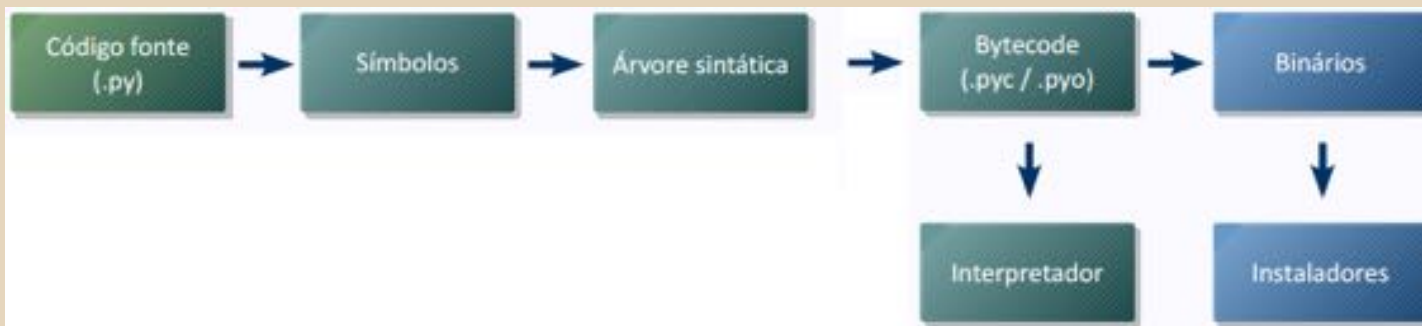 Código fonte
(.py)
Símbolos
Árvore sintática
Bytecode
(.pyc / .pyo)
Binários
Interpretador
Instaladores